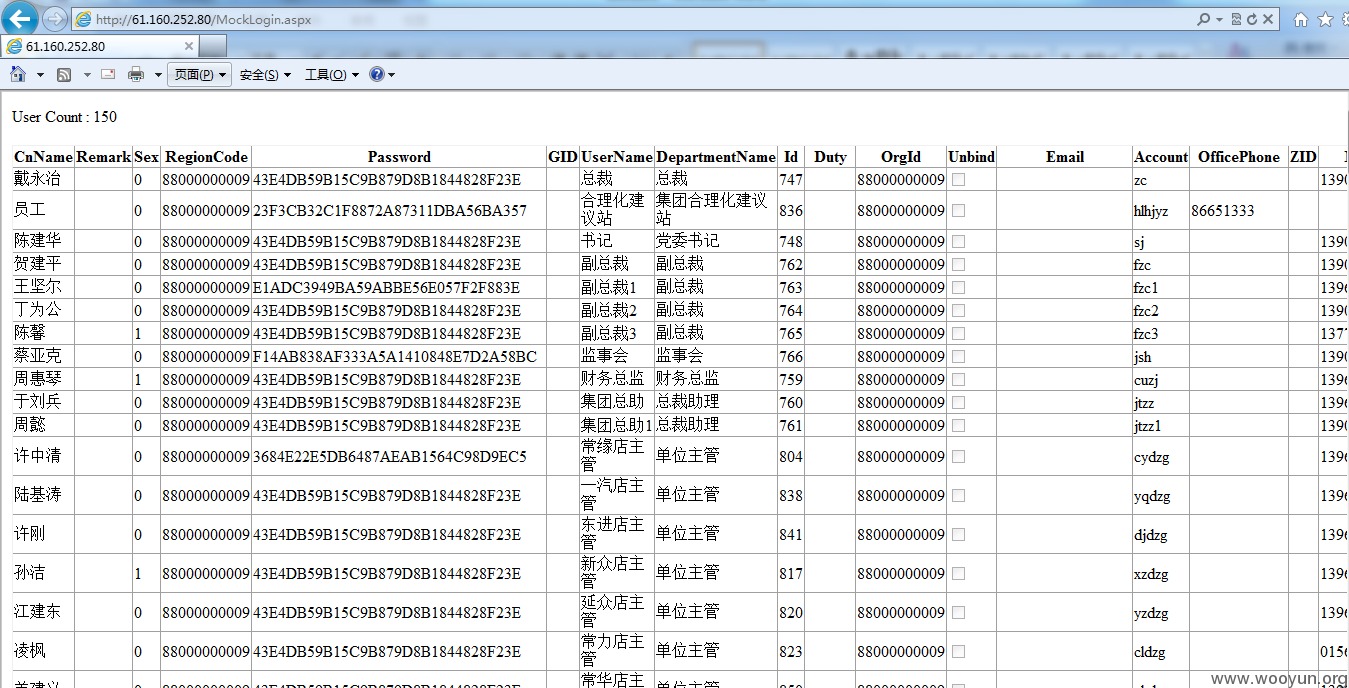 http://61.160.252.80/MockLogin.aspx
61.160.252.80
页面(P) 安全(S) 工具(O)
User Count : 150
CnName Remark Sex RegionCode Password GID UserName DepartmentName Id Duty OrgId Unbind Email Account OfficePhone ZID
戴永治 0 88000000009 43E4DB59B15C9B879D8B1844828F23E 总裁 总裁 747 88000000009 zc 1390
员工 0 88000000009 23F3CB32C1F8872A87311DBA56BA357 合理化建议站 集团合理化建议站 836 88000000009 hlhjyz 86651333
陈建华 0 88000000009 43E4DB59B15C9B879D8B1844828F23E 书记 党委书记 748 88000000009 sj 1390
贺建平 0 88000000009 43E4DB59B15C9B879D8B1844828F23E 副总裁 副总裁 762 88000000009 fzc 1390
王坚尔 0 88000000009 E1ADC3949BA59ABBE56E057F2F883E 副总裁1 副总裁 763 88000000009 fzc1 1396
丁为公 0 88000000009 43E4DB59B15C9B879D8B1844828F23E 副总裁2 副总裁 764 88000000009 fzc2 1390
陈馨 1 88000000009 43E4DB59B15C9B879D8B1844828F23E 副总裁3 副总裁 765 88000000009 fzc3 1377
蔡亚克 0 88000000009 F14AB838AF333A5A1410848E7D2A58BC 监事会 监事会 766 88000000009 jsh 1390
周惠琴 1 88000000009 43E4DB59B15C9B879D8B1844828F23E 财务总监 财务总监 759 88000000009 cuzj 1396
于刘兵 0 88000000009 43E4DB59B15C9B879D8B1844828F23E 集团总助 总裁助理 760 88000000009 jtzz 1396
周懿 0 88000000009 43E4DB59B15C9B879D8B1844828F23E 集团总助1 总裁助理 761 88000000009 jtzz1 1390
许中清 0 88000000009 3684E22E5DB6487AEAB1564C98D9EC5 常缘店主管 单位主管 804 88000000009 cydzg 1396
陆基涛 0 88000000009 43E4DB59B15C9B879D8B1844828F23E 一汽店主管 单位主管 838 88000000009 yqdzg 1396
许刚 0 88000000009 43E4DB59B15C9B879D8B1844828F23E 东进店主管 单位主管 841 88000000009 djdzg 1396
孙洁 1 88000000009 43E4DB59B15C9B879D8B1844828F23E 新众店主管 单位主管 817 88000000009 xzdzg 1396
江建东 0 88000000009 43E4DB59B15C9B879D8B1844828F23E 延众店主管 单位主管 820 88000000009 yzdzg 1396
凌枫 0 88000000009 43E4DB59B15C9B879D8B1844828F23E 常力店主管 单位主管 823 88000000009 cldzg 0156
常华店主
www.wooyun.org